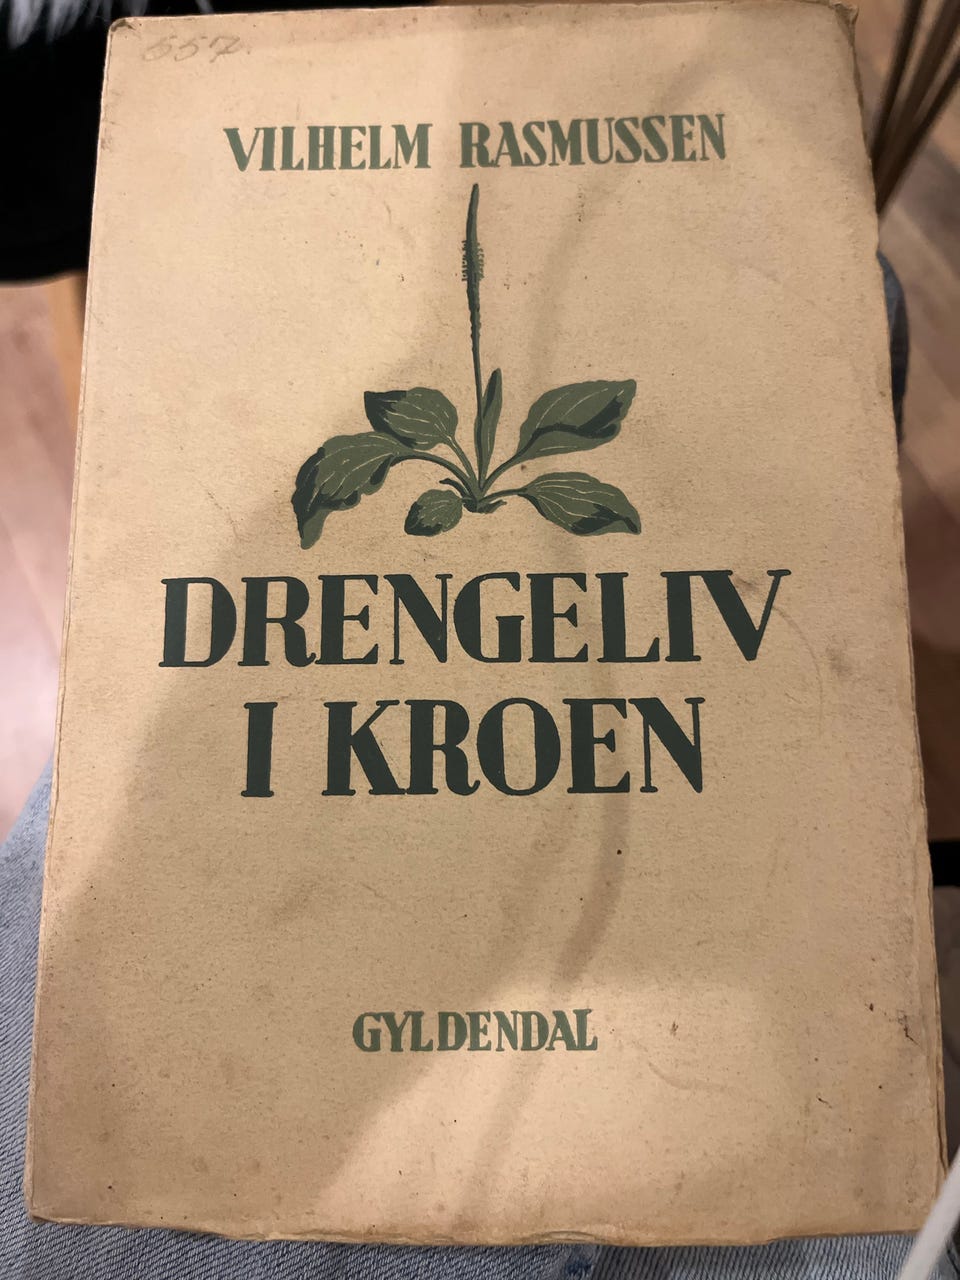 557.
VILHELM RASMUSSEN
DRENGELIV
I KROEN
GYLDENDAL